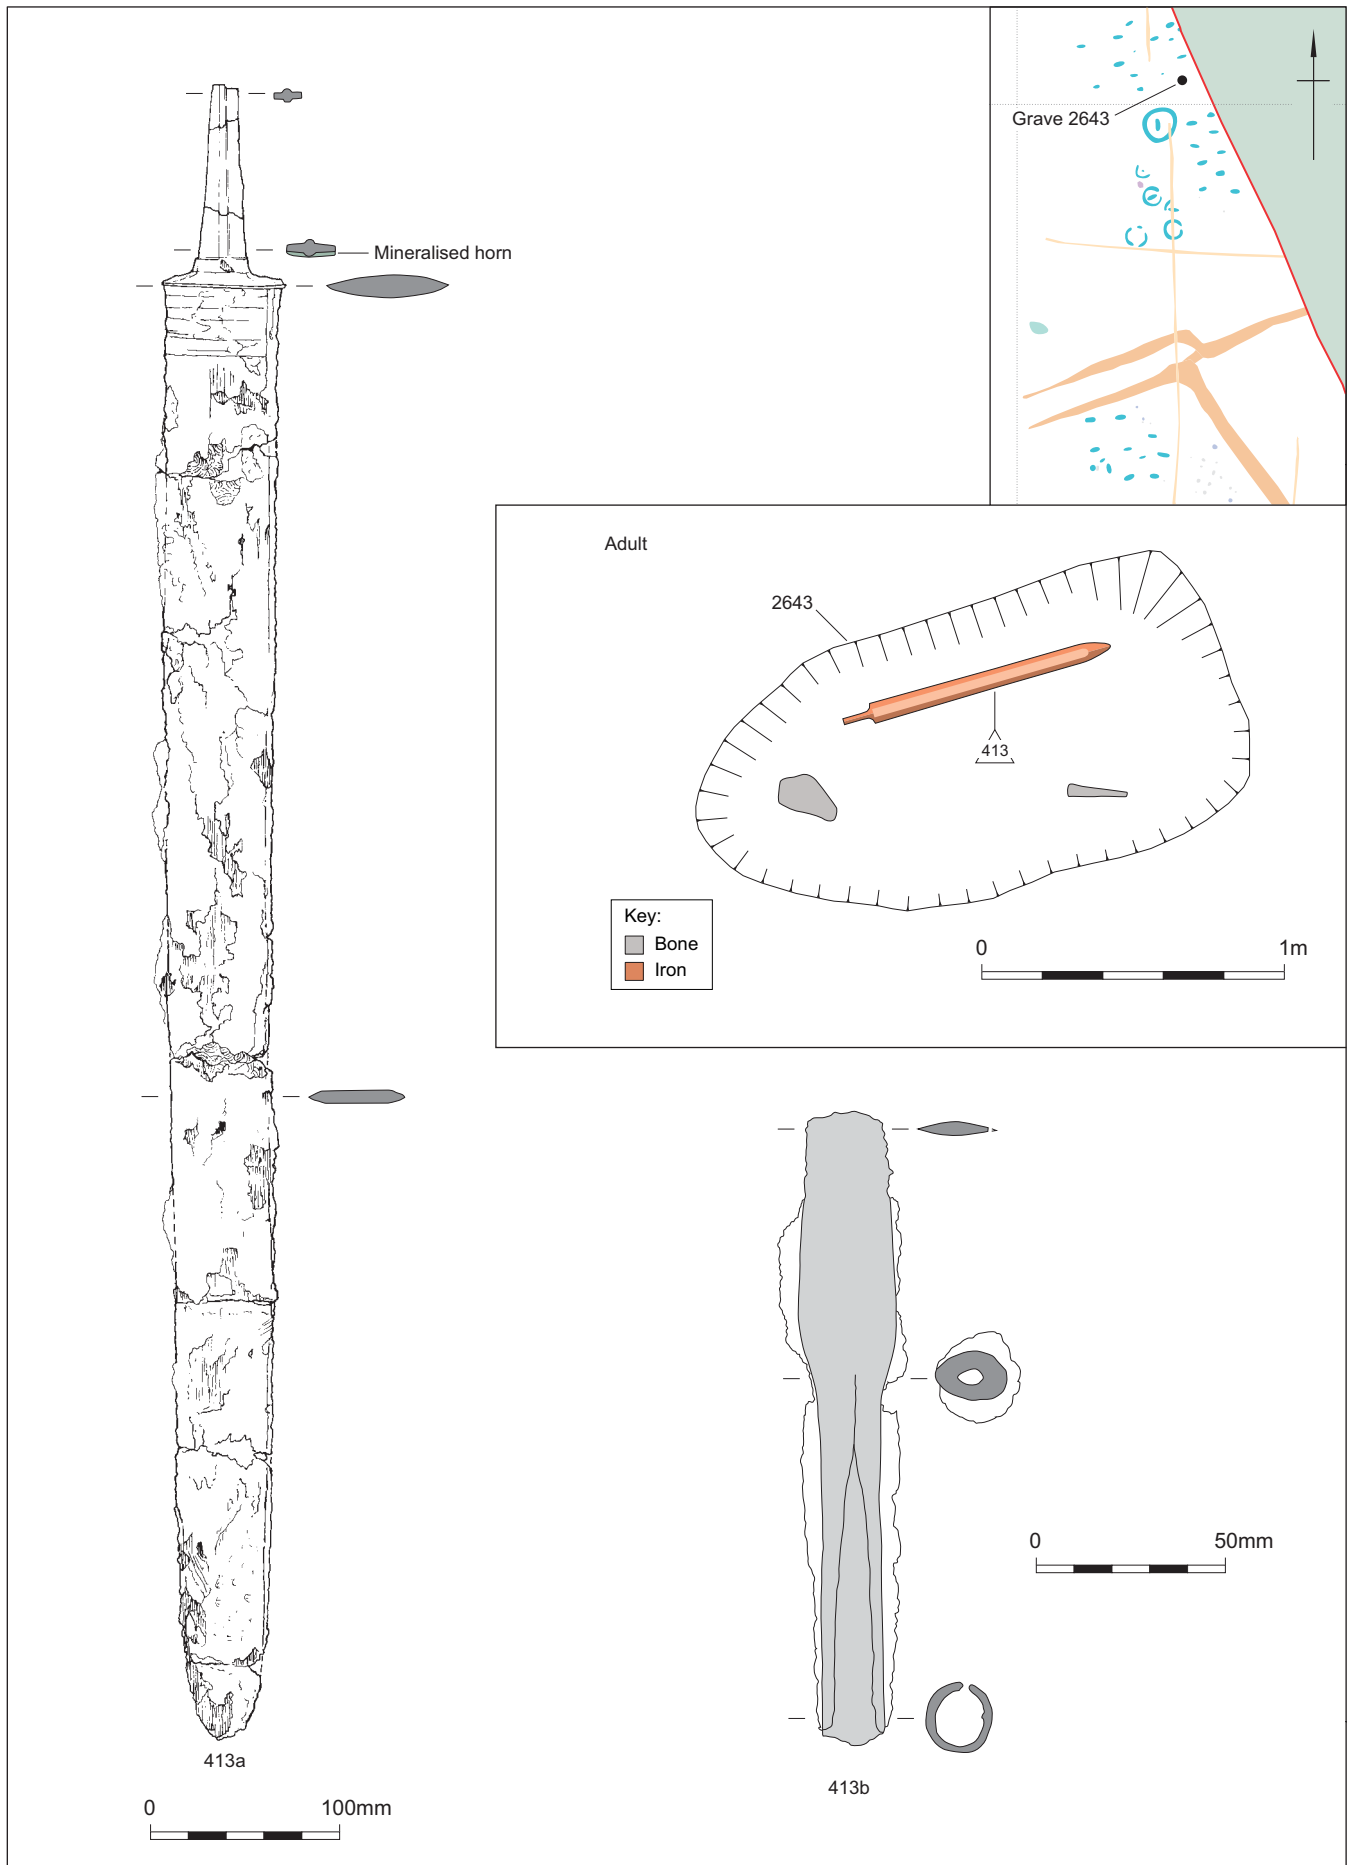 Grave 2643
Mineralised horn
Adult
2643
413
Key:
Bone
Iron
0 1m
413a
0 100mm
0 50mm
413b